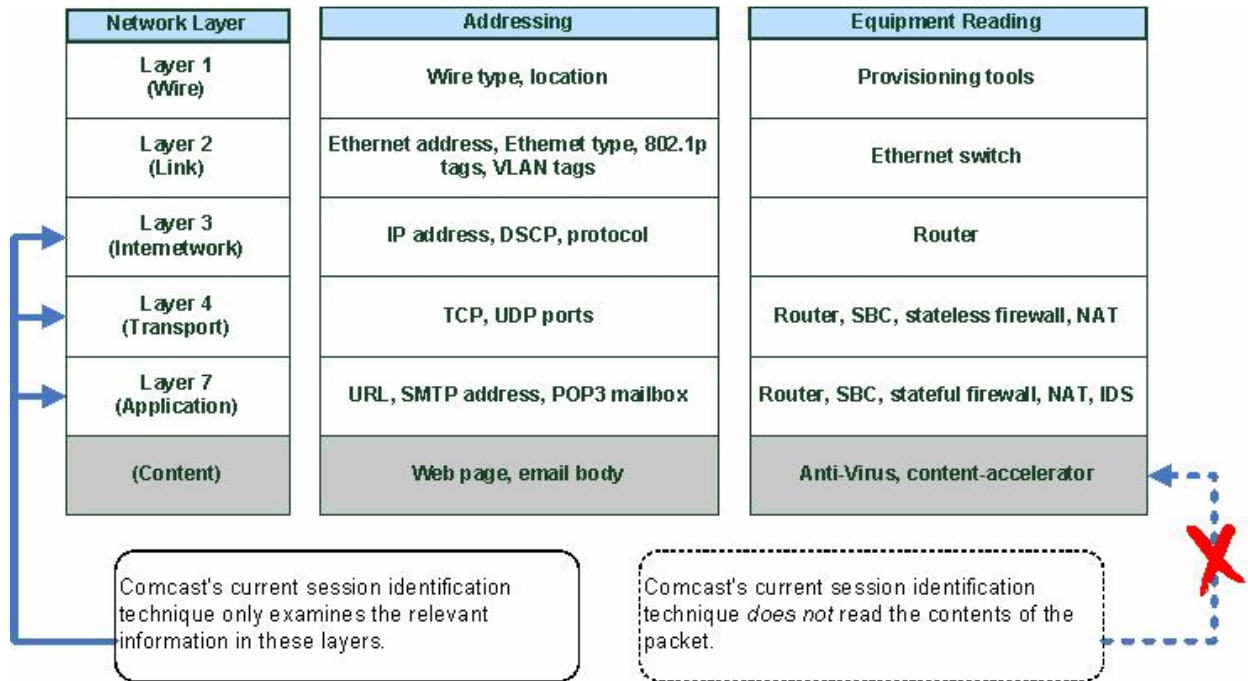 Network Layer Addressing Equipment Reading
Layer 1
(Wire)
Wire type, location
Provisioning tools
Layer 2
(Link)
Ethernet address, Ethernet type, 802.1p
tags, VLAN tags
Ethernet switch
Layer 3
(Internetwork)
IP address, DSCP, protocol
Router
Layer 4
(Transport)
TCP, UDP ports
Router, SBC, stateless firewall, NAT
Layer 7
(Application)
URL, SMTP address, POP3 mailbox
Router, SBC, stateful firewall, NAT, IDS
(Content)
Web page, email body
Anti-Virus, content-accelerator
Comcast's current session identification
technique only examines the relevant
information in these layers.
Comcast's current session identification
technique does not read the contents of the
packet.